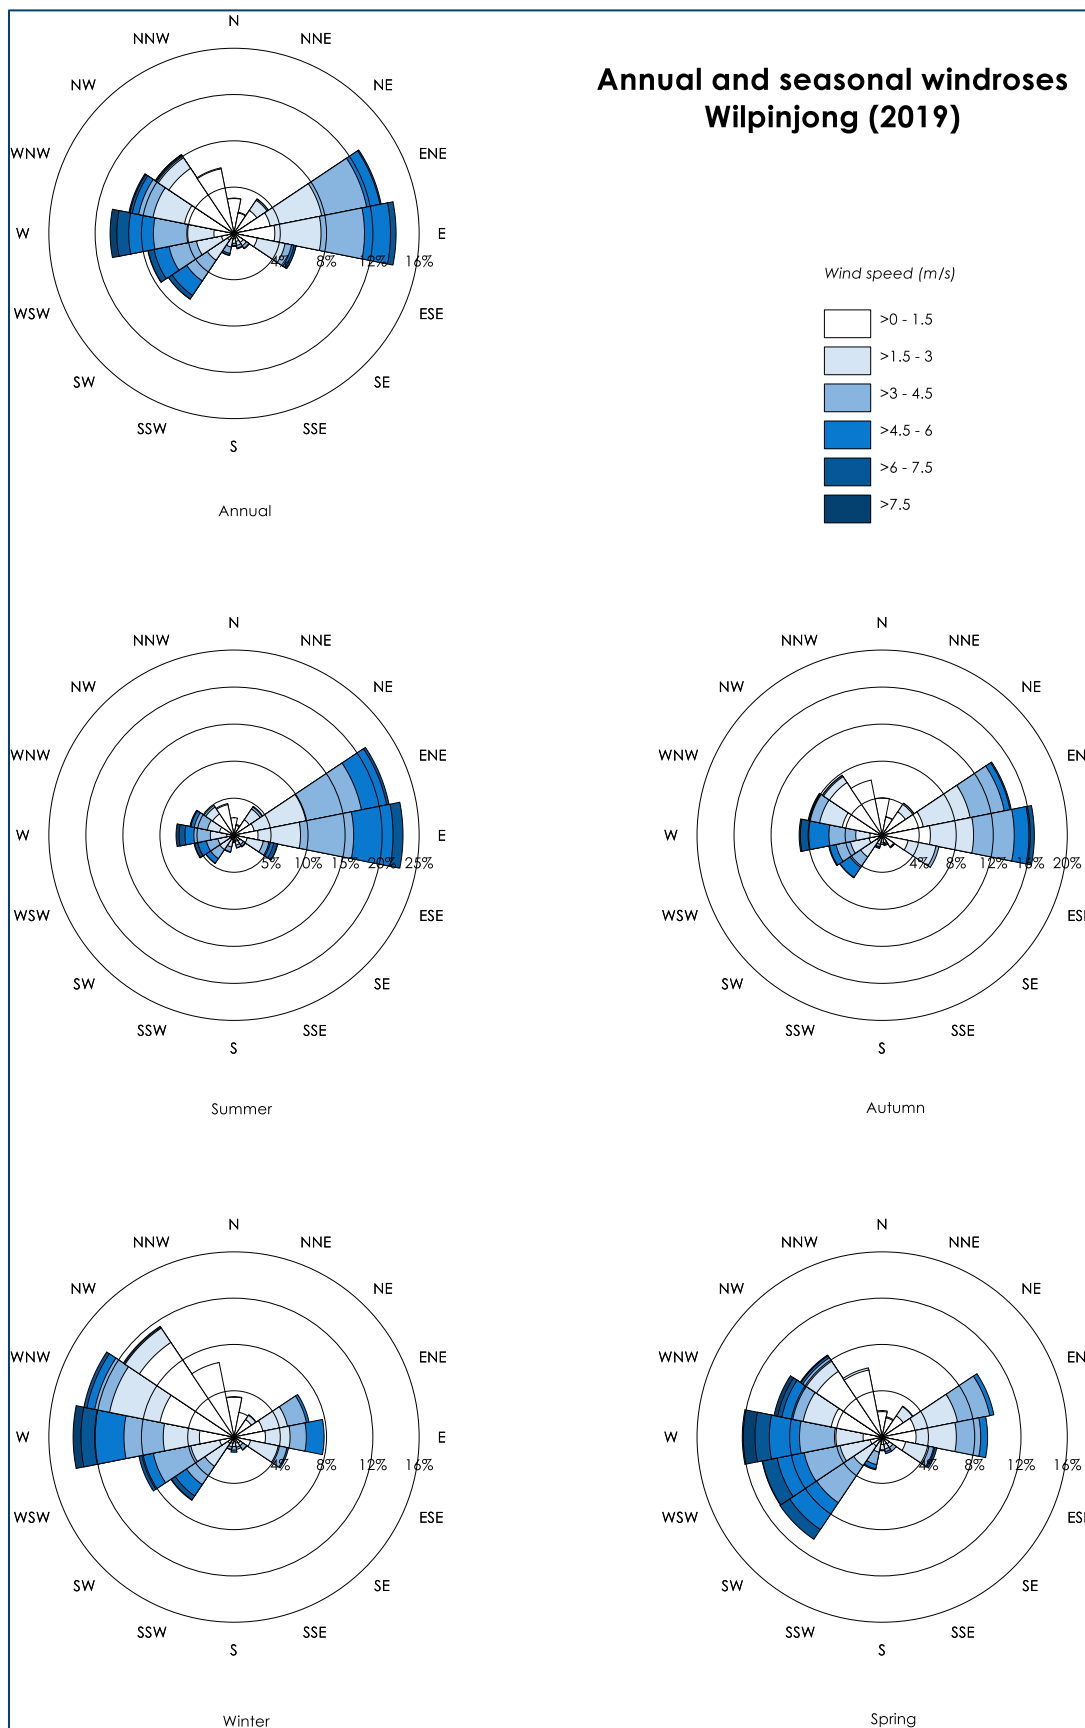 Annual and seasonal windroses
Wilpinjong (2019)
N
NNW NNE
NW NE
WNW ENE
W E
4% 8% 12% 16%
WSW ESE
SW SE
SSW SSE
S
Annual
Wind speed (m/s)
>0 - 1.5
>1.5 - 3
>3 - 4.5
>4.5 - 6
>6 - 7.5
>7.5
N
NNW NNE
NW NE
WNW ENE
W E
5% 10% 15% 20% 25%
WSW ESE
SW SE
SSW SSE
S
Summer
N
NNW NNE
NW NE
WNW ENE
W E
4% 8% 12% 16% 20%
WSW ESE
SW SE
SSW SSE
S
Autumn
N
NNW NNE
NW NE
WNW ENE
W E
4% 8% 12% 16%
WSW ESE
SW SE
SSW SSE
S
Winter
N
NNW NNE
NW NE
WNW EN
W E
4% 8% 12% 16%
WSW ESE
SW SE
SSW SSE
S
Spring